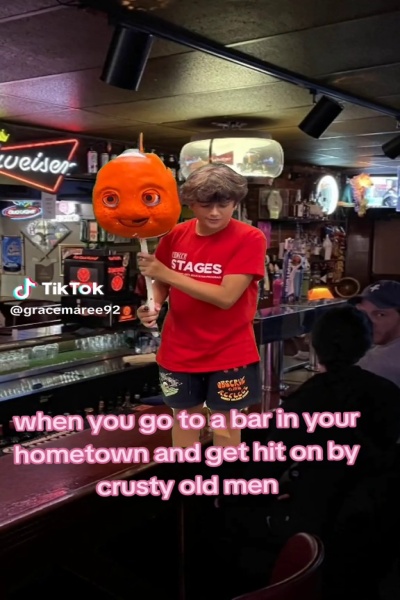 weiser
TikTok
@gracemaree92
STAGES
when you go to a bar in your
hometown and get hit on by
crusty old men